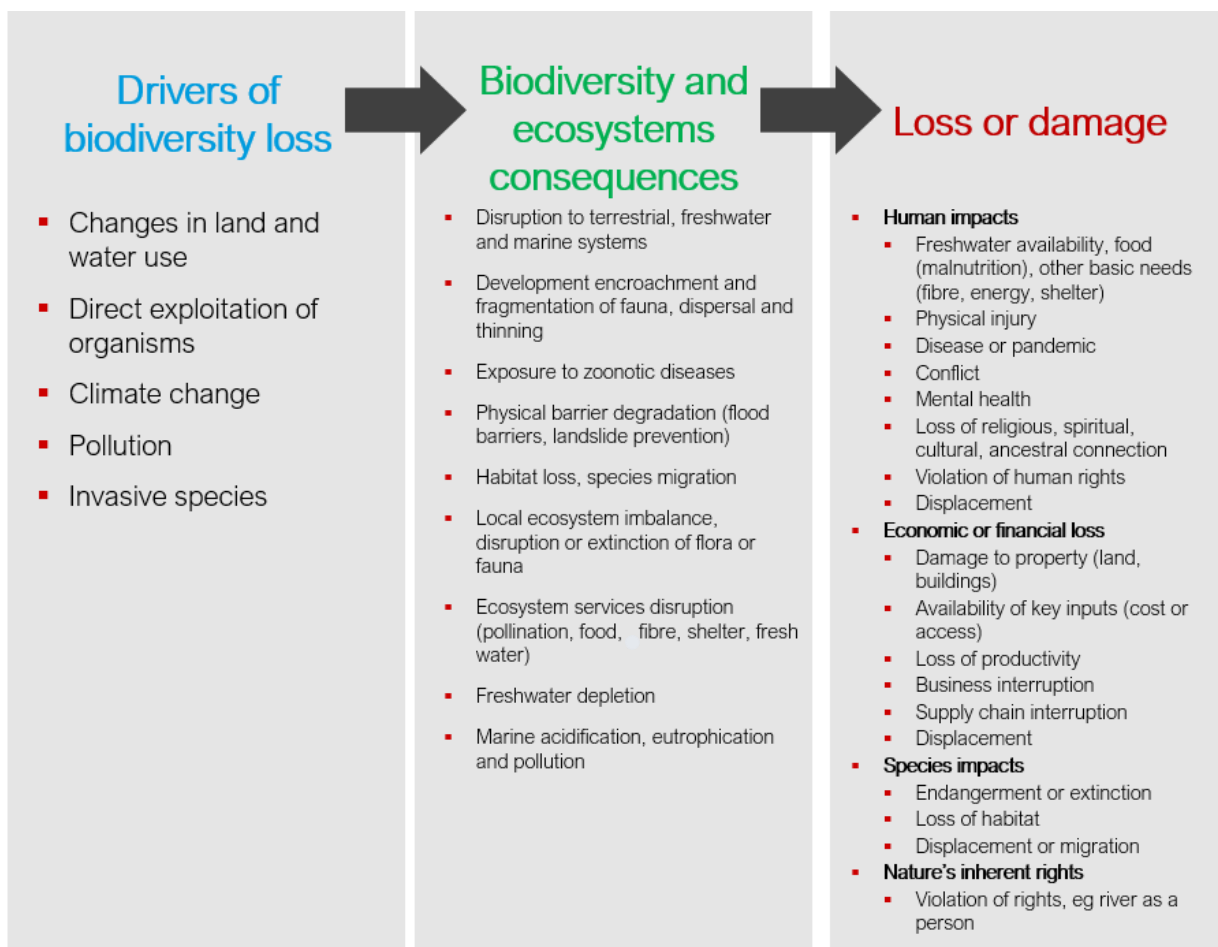 Drivers of
biodiversity loss
▪ Changes in land and
water use
▪ Direct exploitation of
organisms
▪ Climate change
▪ Pollution
▪ Invasive species
Biodiversity and
ecosystems
consequences
▪ Disruption to terrestrial, freshwater
and marine systems
▪ Development encroachment and
fragmentation of fauna, dispersal and
thinning
▪ Exposure to zoonotic diseases
▪ Physical barrier degradation (flood
barriers, landslide prevention)
▪ Habitat loss, species migration
▪ Local ecosystem imbalance,
disruption or extinction of flora or
fauna
▪ Ecosystem services disruption
(pollination, food, fibre, shelter, fresh
water)
▪ Freshwater depletion
▪ Marine acidification, eutrophication
and pollution
Loss or damage
▪ Human impacts
▪ Freshwater availability, food
(malnutrition), other basic needs
(fibre, energy, shelter)
▪ Physical injury
▪ Disease or pandemic
▪ Conflict
▪ Mental health
▪ Loss of religious, spiritual,
cultural, ancestral connection
▪ Violation of human rights
▪ Displacement
▪ Economic or financial loss
▪ Damage to property (land,
buildings)
▪ Availability of key inputs (cost or
access)
▪ Loss of productivity
▪ Business interruption
▪ Supply chain interruption
▪ Displacement
▪ Species impacts
▪ Endangerment or extinction
▪ Loss of habitat
▪ Displacement or migration
▪ Nature's inherent rights
▪ Violation of rights, eg river as a
person